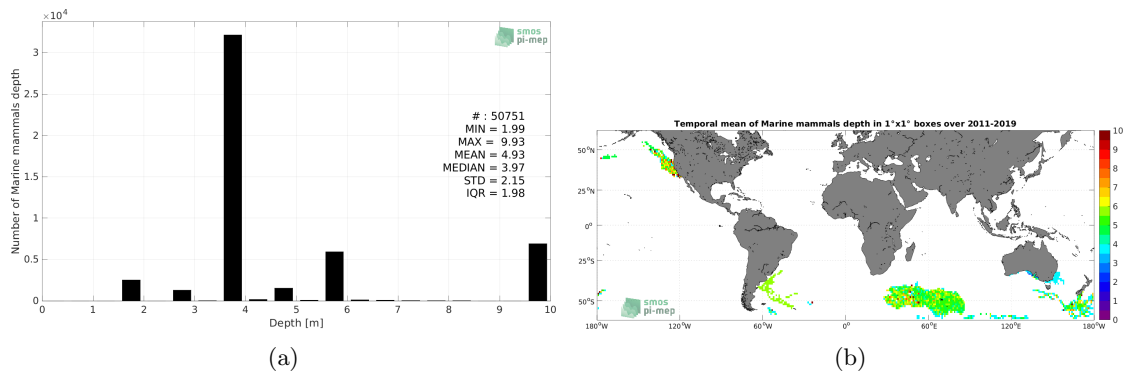 ×10⁴
smos
pi-mep
Number of Marine mammals depth
3
2.5
2
1.5
1
0.5
0
# : 50751
MIN = 1.99
MAX = 9.93
MEAN = 4.93
MEDIAN = 3.97
STD = 2.15
IQR = 1.98
0 1 2 3 4 5 6 7 8 9 10
Depth [m]
(a)
Temporal mean of Marine mammals depth in 1°x1° boxes over 2011-2019
50°N
25°N
0°
25°S
50°S
smos
pi-mep
180°W 120°W 60°W 0° 60°E 120°E 180°W
10
9
8
7
6
5
4
3
2
1
0
(b)